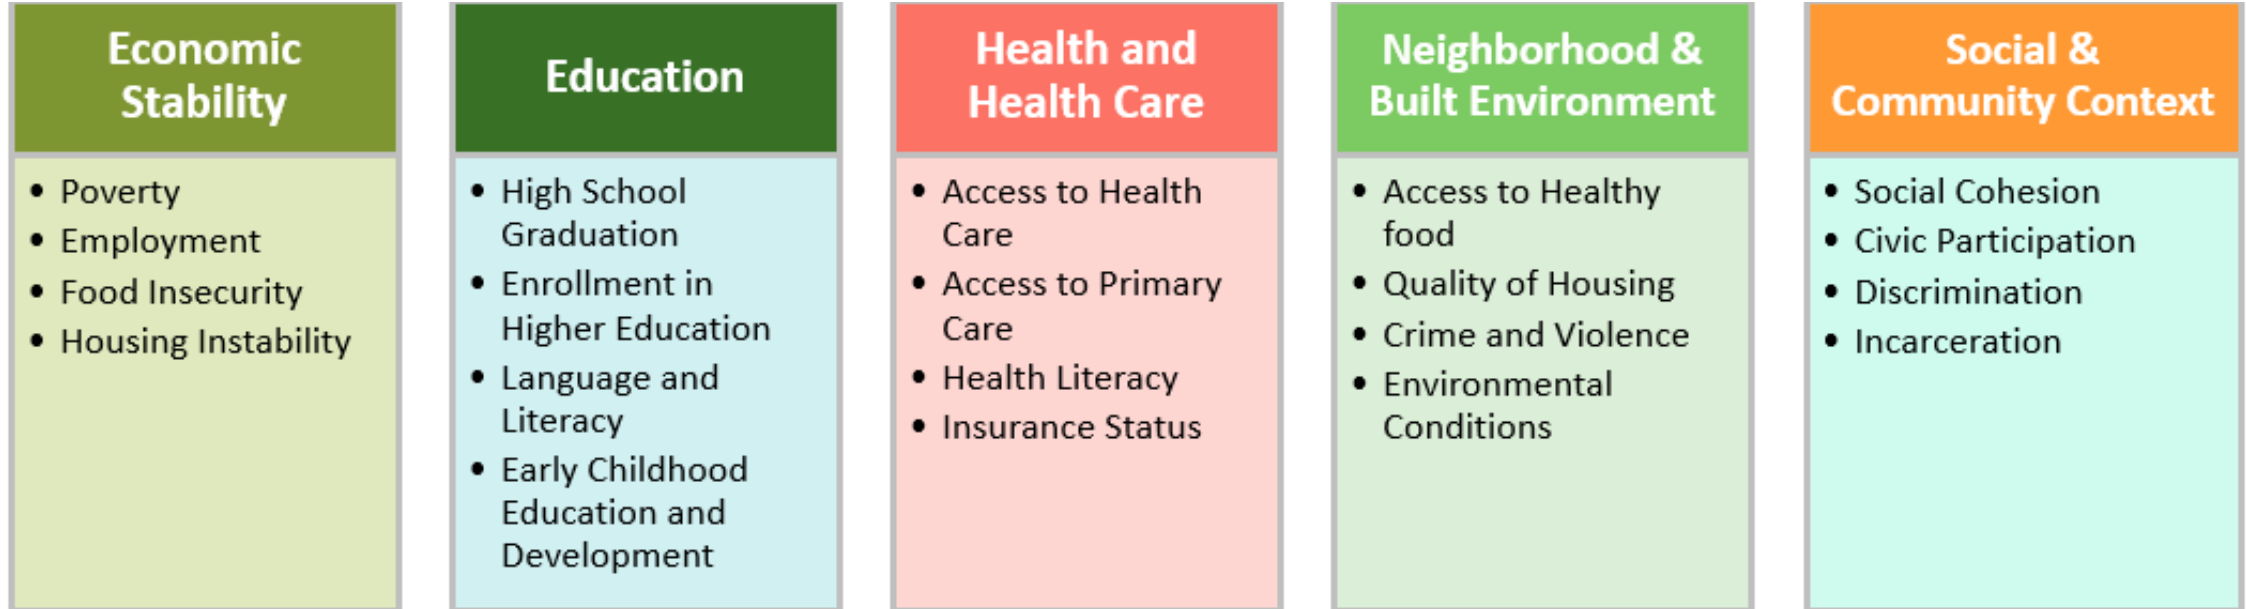 Economic
Stability
• Poverty
• Employment
• Food Insecurity
• Housing Instability
Education
• High School
Graduation
• Enrollment in
Higher Education
• Language and
Literacy
• Early Childhood
Education and
Development
Health and
Health Care
• Access to Health
Care
• Access to Primary
Care
• Health Literacy
• Insurance Status
Neighborhood &
Built Environment
• Access to Healthy
food
• Quality of Housing
• Crime and Violence
• Environmental
Conditions
Social &
Community Context
• Social Cohesion
• Civic Participation
• Discrimination
• Incarceration